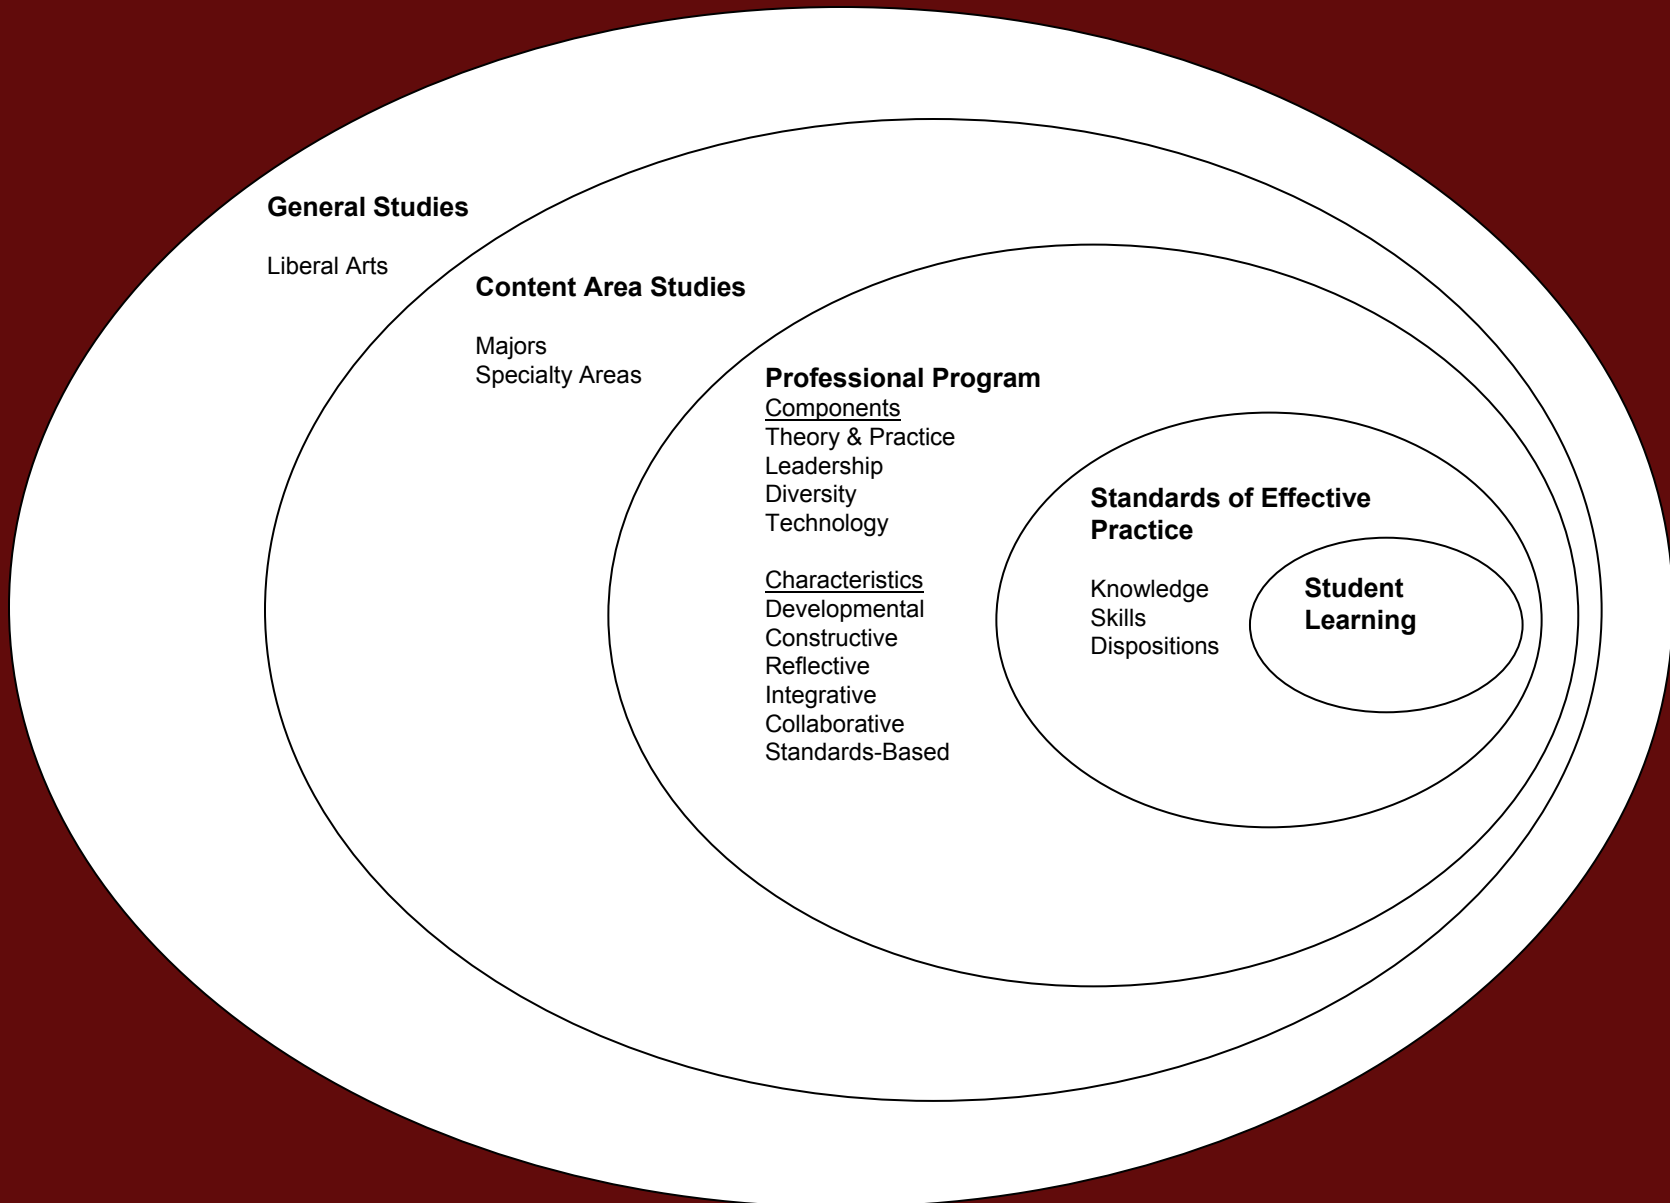 General Studies
Liberal Arts
Content Area Studies
Majors
Specialty Areas
Professional Program
Components
Theory & Practice
Leadership
Diversity
Technology
Characteristics
Developmental
Constructive
Reflective
Integrative
Collaborative
Standards-Based
Standards of Effective
Practice
Knowledge
Skills
Dispositions
Student
Learning